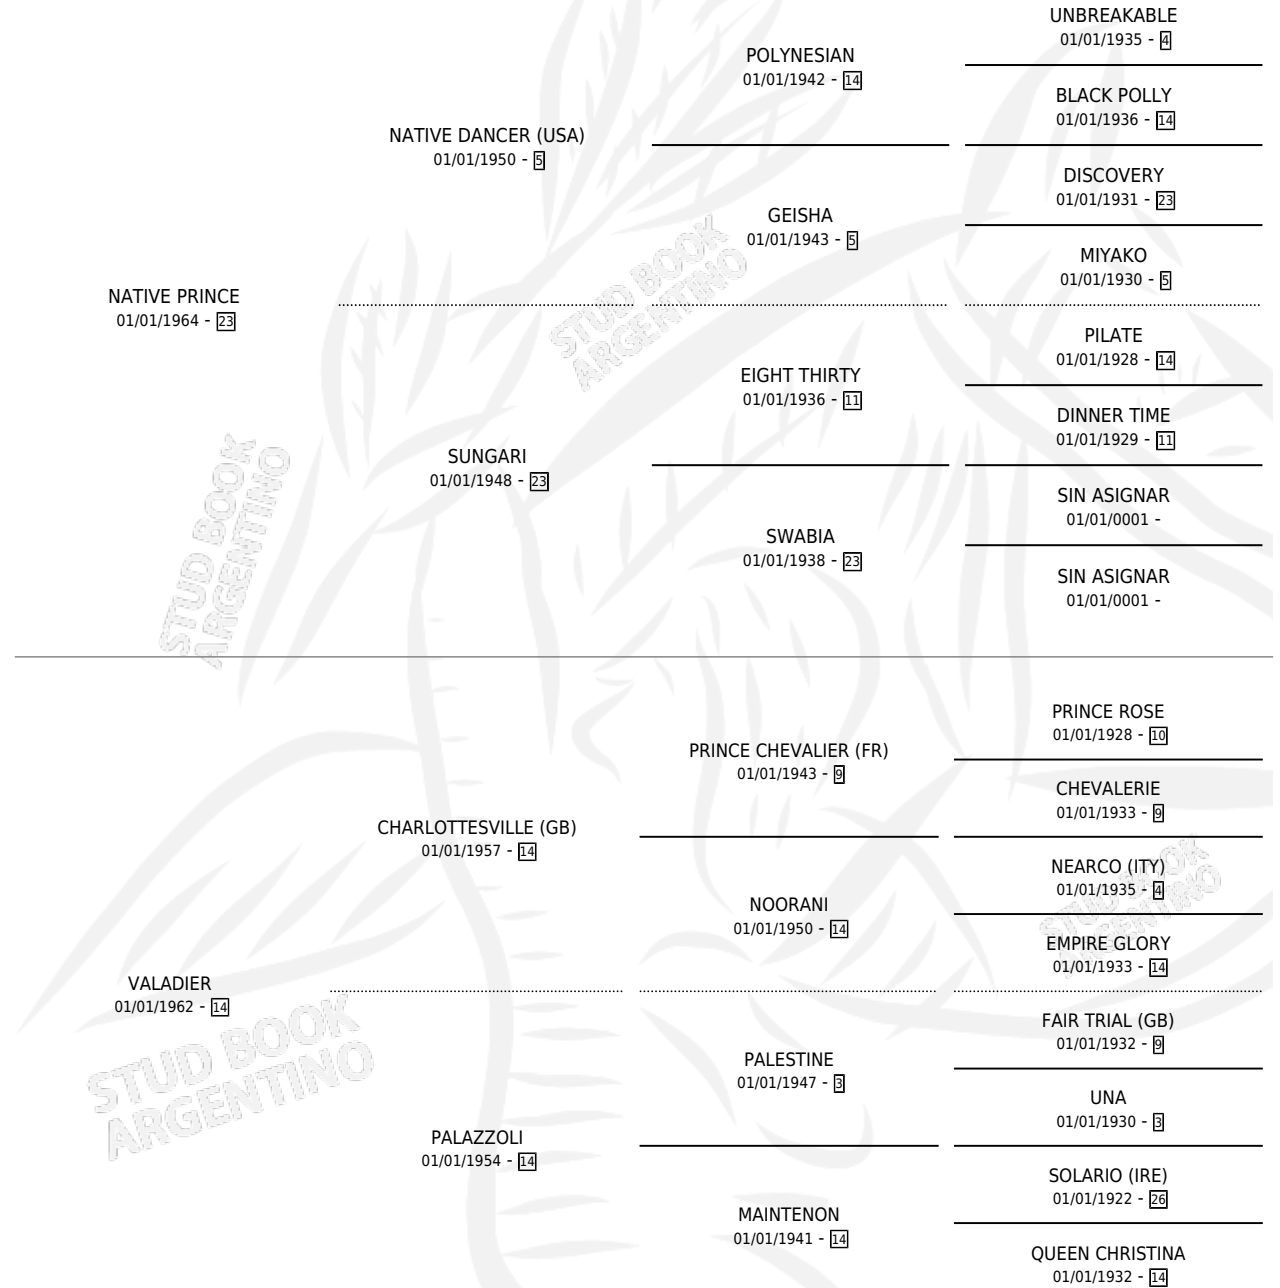 UNBREAKABLE
01/01/1935 - 4
POLYNESIAN
01/01/1942 - 14
BLACK POLLY
01/01/1936 - 14
NATIVE DANCER (USA)
01/01/1950 - 5
DISCOVERY
01/01/1931 - 23
GEISHA
01/01/1943 - 5
MIYAKO
01/01/1930 - 5
NATIVE PRINCE
01/01/1964 - 23
PILATE
01/01/1928 - 14
EIGHT THIRTY
01/01/1936 - 11
DINNER TIME
01/01/1929 - 11
SUNGARI
01/01/1948 - 23
SIN ASIGNAR
01/01/0001 -
SWABIA
01/01/1938 - 23
SIN ASIGNAR
01/01/0001 -
PRINCE ROSE
01/01/1928 - 10
PRINCE CHEVALIER (FR)
01/01/1943 - 9
CHEVALERIE
01/01/1933 - 9
CHARLOTTESVILLE (GB)
01/01/1957 - 14
NEARCO (ITY)
01/01/1935 - 4
NOORANI
01/01/1950 - 14
EMPIRE GLORY
01/01/1933 - 14
VALADIER
01/01/1962 - 14
FAIR TRIAL (GB)
01/01/1932 - 9
PALESTINE
01/01/1947 - 3
UNA
01/01/1930 - 3
PALAZZOLI
01/01/1954 - 14
SOLARIO (IRE)
01/01/1922 - 26
MAINTENON
01/01/1941 - 14
QUEEN CHRISTINA
01/01/1932 - 14
STUD BOOK
ARGENTINO
STUD BOOK
ARGENTINO
STUD BOOK
ARGENTINO
STUD BOOK
ARGENTINO